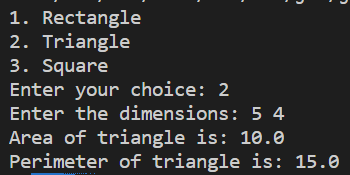 1. Rectangle
2. Triangle
3. Square
Enter your choice: 2
Enter the dimensions: 5 4
Area of triangle is: 10.0
Perimeter of triangle is: 15.0